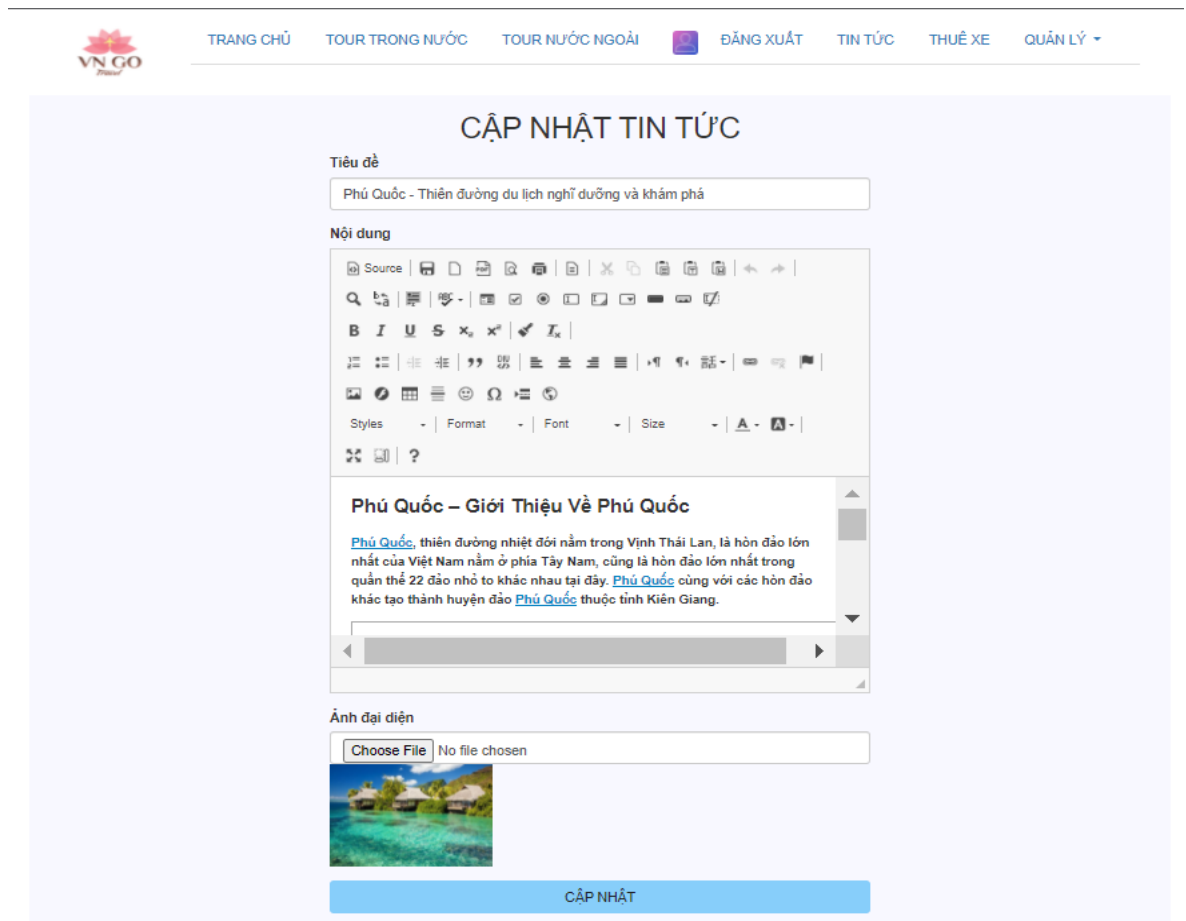 VN GO
Travel
TRANG CHỦ TOUR TRONG NƯỚC TOUR NƯỚC NGOÀI ĐĂNG XUẤT TIN TỨC THUÊ XE QUẢN LÝ
CẬP NHẬT TIN TỨC
Tiêu đề
Phú Quốc - Thiên đường du lịch nghĩ dưỡng và khám phá
Nội dung
Source
Styles Format Font Size
Phú Quốc – Giới Thiệu Về Phú Quốc
Phú Quốc, thiên đường nhiệt đới nằm trong Vịnh Thái Lan, là hòn đảo lớn
nhất của Việt Nam nằm ở phía Tây Nam, cũng là hòn đảo lớn nhất trong
quần thể 22 đảo nhỏ to khác nhau tại đây. Phú Quốc cùng với các hòn đảo
khác tạo thành huyện đảo Phú Quốc thuộc tỉnh Kiên Giang.
Ảnh đại diện
Choose File No file chosen
CẬP NHẬT